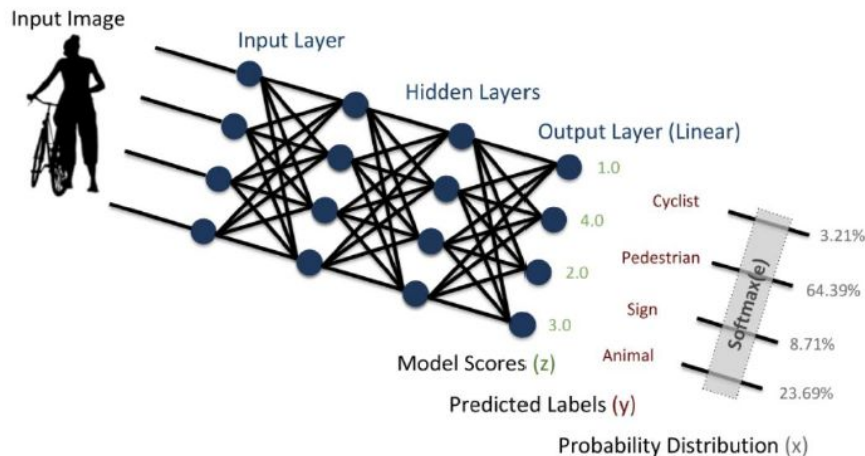 Input Image
Input Layer
Hidden Layers
Output Layer (Linear)
1.0
4.0
2.0
3.0
Cyclist
Pedestrian
Sign
Animal
Softmax(e)
3.21%
64.39%
8.71%
23.69%
Model Scores (z)
Predicted Labels (y)
Probability Distribution (x)